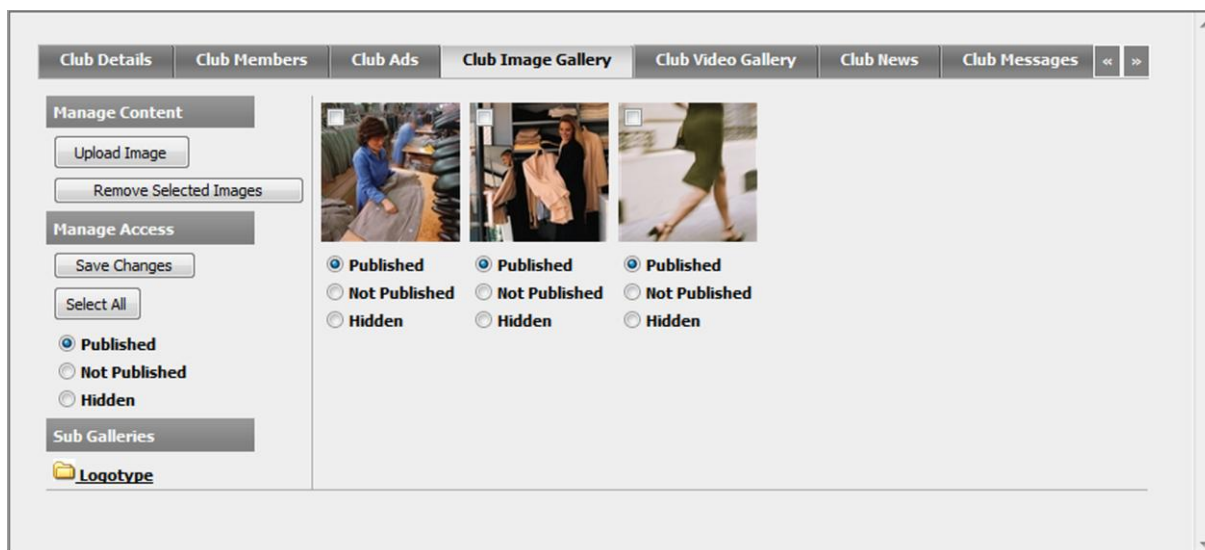 Club Details Club Members Club Ads Club Image Gallery Club Video Gallery Club News Club Messages « »
Manage Content
Upload Image
Remove Selected Images
Manage Access
Save Changes
Select All
Published
Not Published
Hidden
Sub Galleries
Logotype
Published Published Published
Not Published Not Published Not Published
Hidden Hidden Hidden